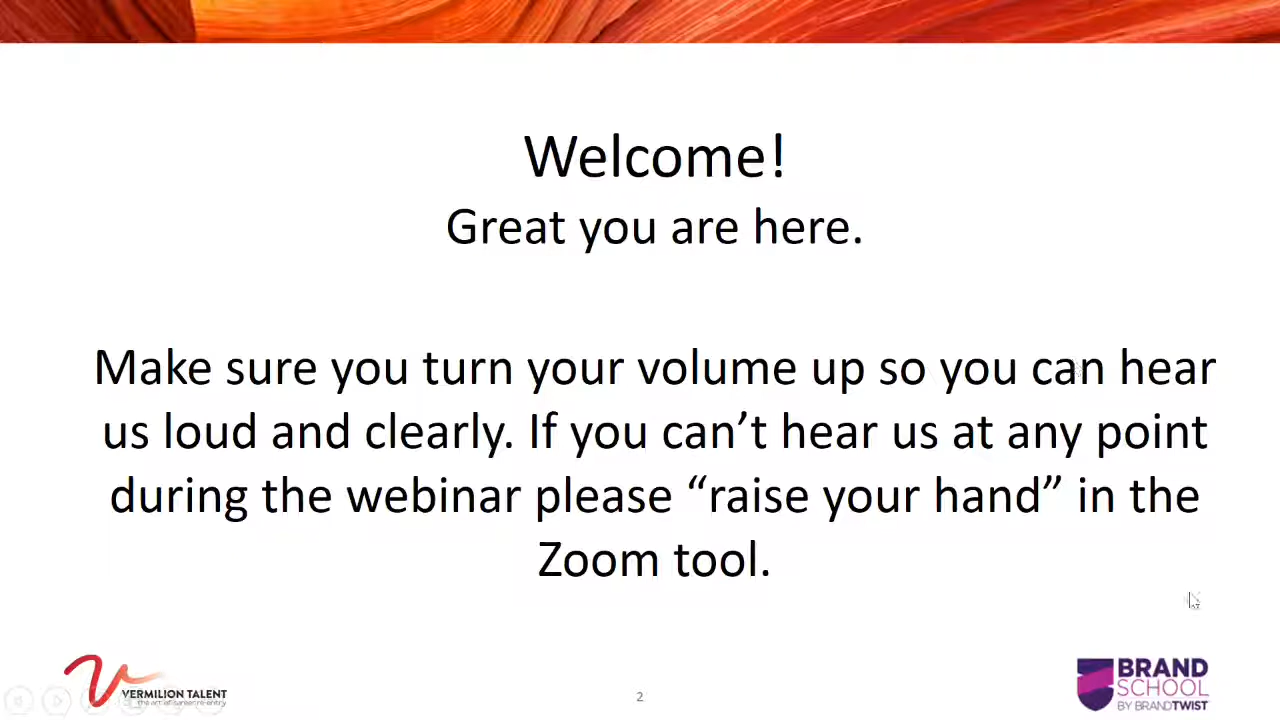 Welcome!
Great you are here.
Make sure you turn your volume up so you can hear
us loud and clearly. If you can’t hear us at any point
during the webinar please “raise your hand” in the
Zoom tool.
VERMILION TALENT
the art of career re-entry
2
BRAND
SCHOOL
BY BRANDTWIST